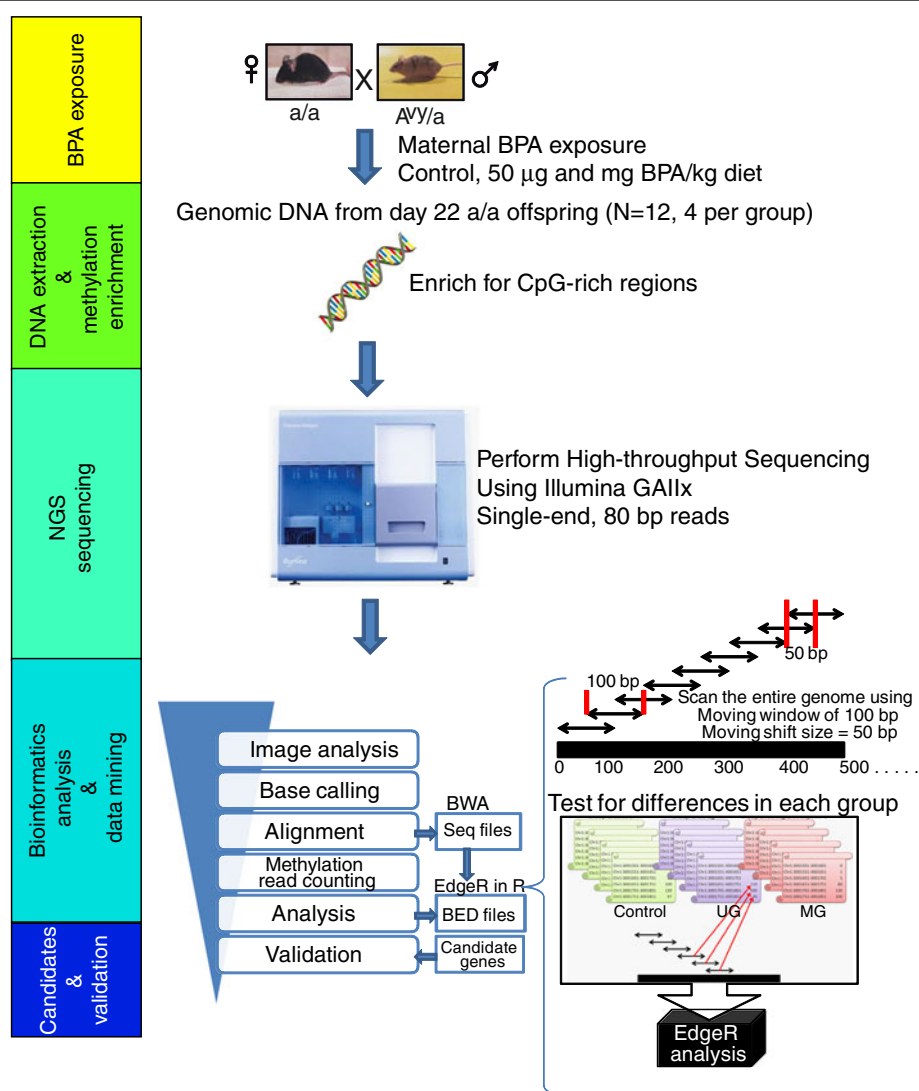 BPA exposure
♀
X
♂
a/a
Avy/a
Maternal BPA exposure
Control, 50 µg and mg BPA/kg diet
DNA extraction
&
methylation
enrichment
Genomic DNA from day 22 a/a offspring (N=12, 4 per group)
Enrich for CpG-rich regions
NGS
sequencing
Perform High-throughput Sequencing
Using Illumina GAIIx
Single-end, 80 bp reads
Bioinformatics
analysis
&
data mining
Image analysis
Base calling
Alignment
Methylation
read counting
Analysis
Validation
BWA
Seq files
EdgeR in R
BED files
Candidate
genes
50 bp
100 bp
Scan the entire genome using
Moving window of 100 bp
Moving shift size = 50 bp
0 100 200 300 400 500 . . . . .
Test for differences in each group
Control
UG
MG
EdgeR
analysis
Candidates
&
validation